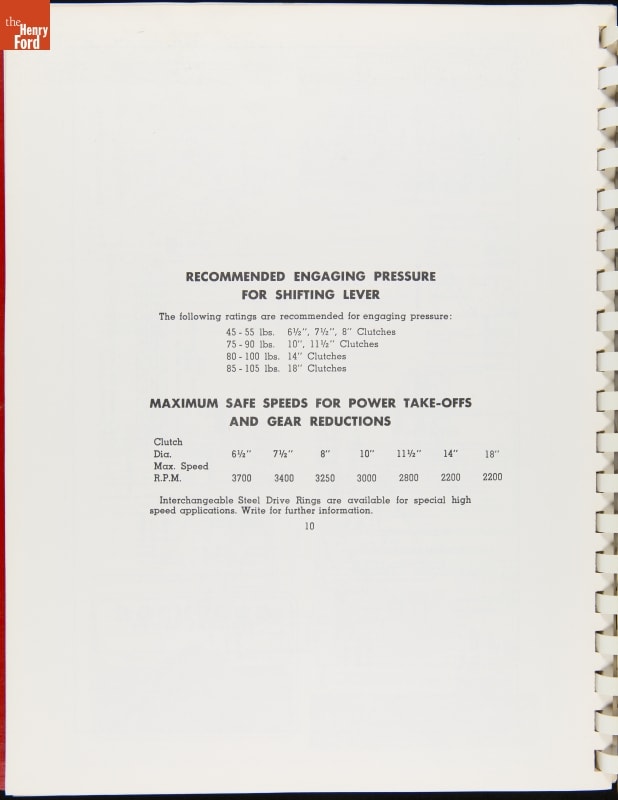 the
Henry
Ford
RECOMMENDED ENGAGING PRESSURE
FOR SHIFTING LEVER
The following ratings are recommended for engaging pressure:
45 - 55 lbs. 6½", 7½", 8" Clutches
75 - 90 lbs. 10", 11½" Clutches
80 - 100 lbs. 14" Clutches
85 - 105 lbs. 18" Clutches
MAXIMUM SAFE SPEEDS FOR POWER TAKE-OFFS
AND GEAR REDUCTIONS
Clutch
Dia. 6½" 7½" 8" 10" 11½" 14" 18"
Max. Speed
R.P.M. 3700 3400 3250 3000 2800 2200 2200
Interchangeable Steel Drive Rings are available for special high
speed applications. Write for further information.
10